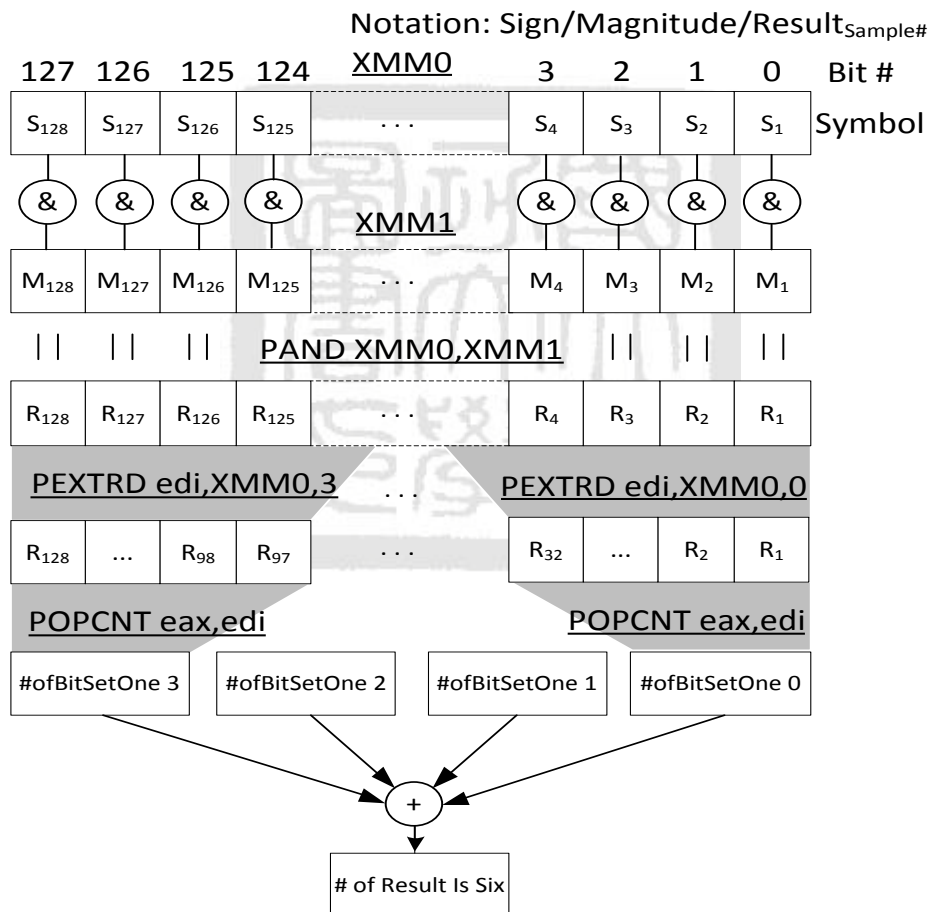 Notation: Sign/Magnitude/Result Sample#
XMM0
127 126 125 124 3 2 1 0 Bit #
S128 S127 S126 S125 ... S4 S3 S2 S1 Symbol
& & & & & & & &
XMM1
M128 M127 M126 M125 ... M4 M3 M2 M1
|| || || PAND XMM0,XMM1 || || ||
R128 R127 R126 R125 ... R4 R3 R2 R1
PEXTRD edi,XMM0,3 ... PEXTRD edi,XMM0,0
R128 ... R98 R97 ... R32 ... R2 R1
POPCNT eax,edi POPCNT eax,edi
#ofBitSetOne 3 #ofBitSetOne 2 #ofBitSetOne 1 #ofBitSetOne 0
+
# of Result Is Six